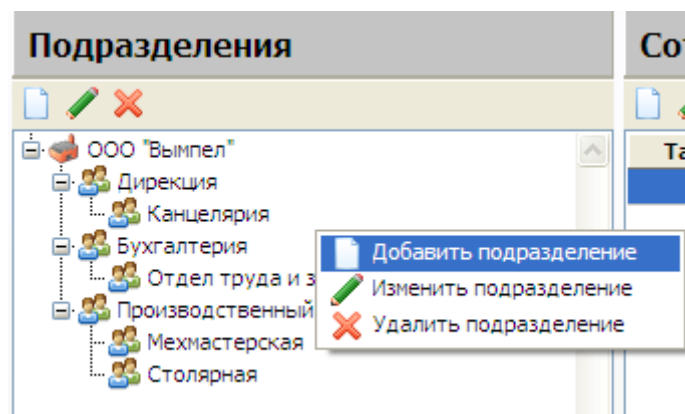 Подразделения
Со
ООО "Вымпел"
Та
Дирекция
Канцелярия
Бухгалтерия
Отдел труда и з
Производственный
Мехмастерская
Столярная
Добавить подразделение
Изменить подразделение
Удалить подразделение